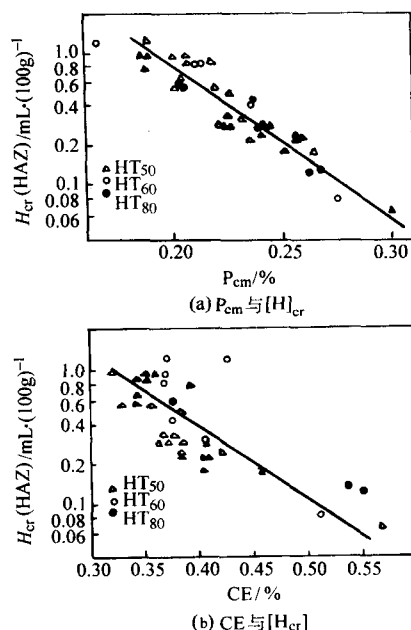 H_cr(HAZ)/mL·(100g)⁻¹
1.0
0.8
0.6
0.4
0.2
0.1
0.08
0.06
HT₅₀
HT₆₀
HT₈₀
0.20 0.25 0.30
P_cm/%
(a) P_cm与[H]_cr
H_cr(HAZ)/mL·(100g)⁻¹
1.0
0.8
0.6
0.4
0.2
0.1
0.08
0.06
HT₅₀
HT₆₀
HT₈₀
0.30 0.35 0.40 0.45 0.50 0.55
CE/%
(b) CE与[H_cr]